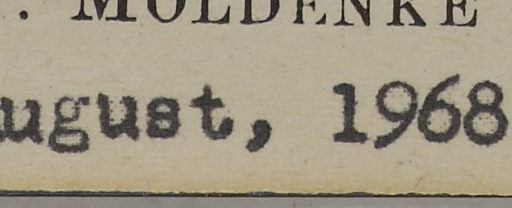 . MOLDENKE
ugust, 1968